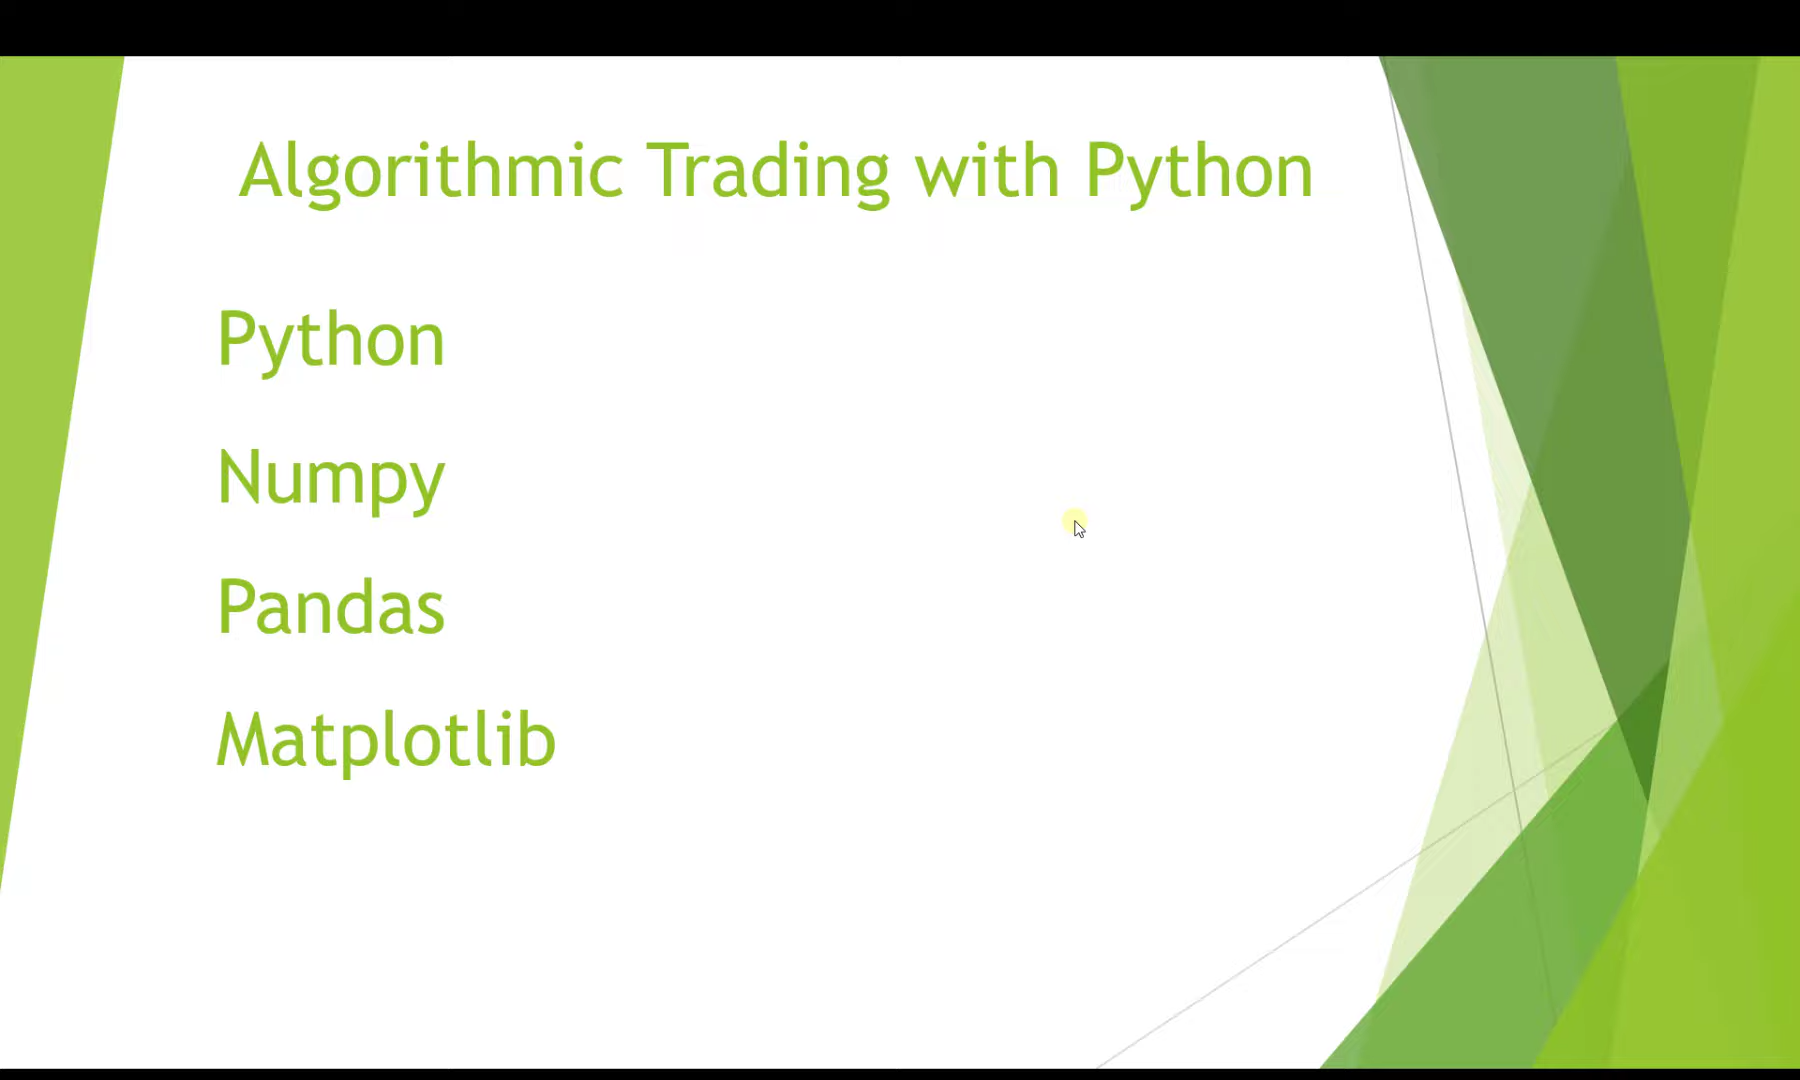 Algorithmic Trading with Python
Python
Numpy
Pandas
Matplotlib